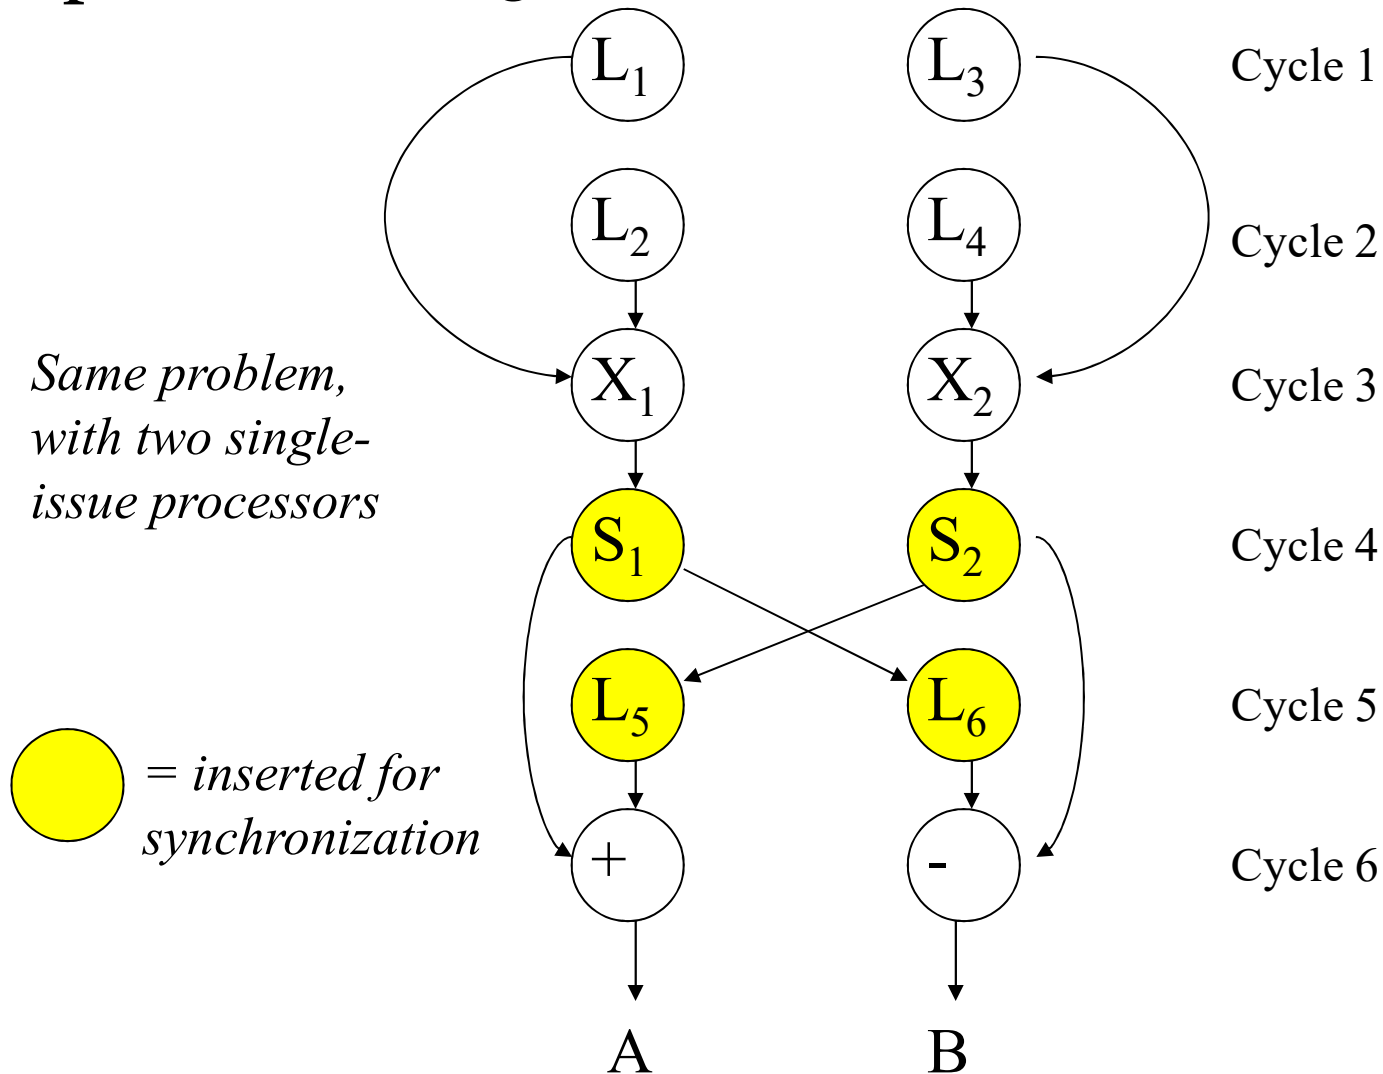 L1 L3 Cycle 1
L2 L4 Cycle 2
Same problem,
with two single-
issue processors
X1 X2 Cycle 3
S1 S2 Cycle 4
L5 L6 Cycle 5
= inserted for
synchronization
+ - Cycle 6
A B